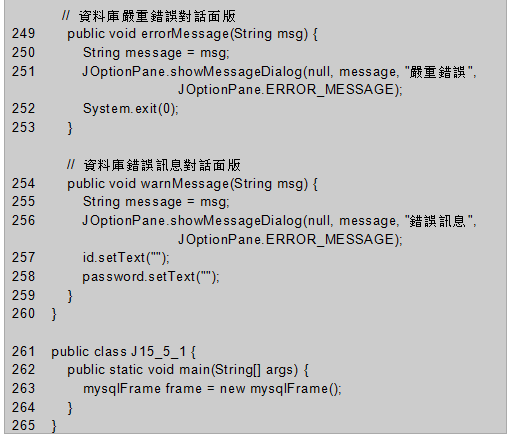 // 資料庫嚴重錯誤對話面版
249 public void errorMessage(String msg) {
250 String message = msg;
251 JOptionPane.showMessageDialog(null, message, "嚴重錯誤",
JOptionPane.ERROR_MESSAGE);
252 System.exit(0);
253 }
// 資料庫錯誤訊息對話面版
254 public void warnMessage(String msg) {
255 String message = msg;
256 JOptionPane.showMessageDialog(null, message, "錯誤訊息",
JOptionPane.ERROR_MESSAGE);
257 id.setText("");
258 password.setText("");
259 }
260 }
261 public class J15_5_1 {
262 public static void main(String[] args) {
263 mysqlFrame frame = new mysqlFrame();
264 }
265 }